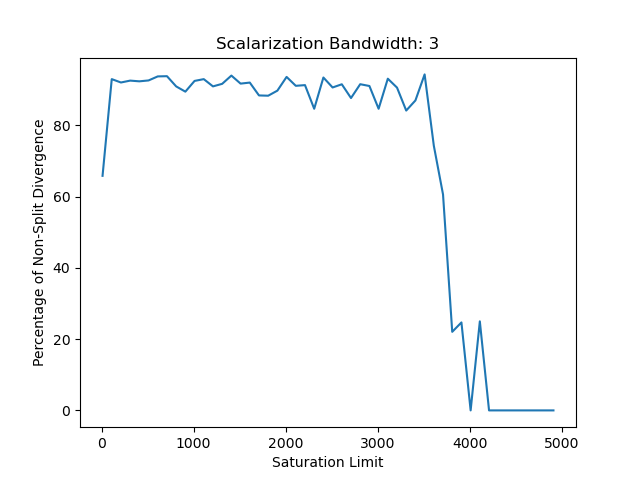 Scalarization Bandwidth: 3
Percentage of Non-Split Divergence
80
60
40
20
0
0 1000 2000 3000 4000 5000
Saturation Limit